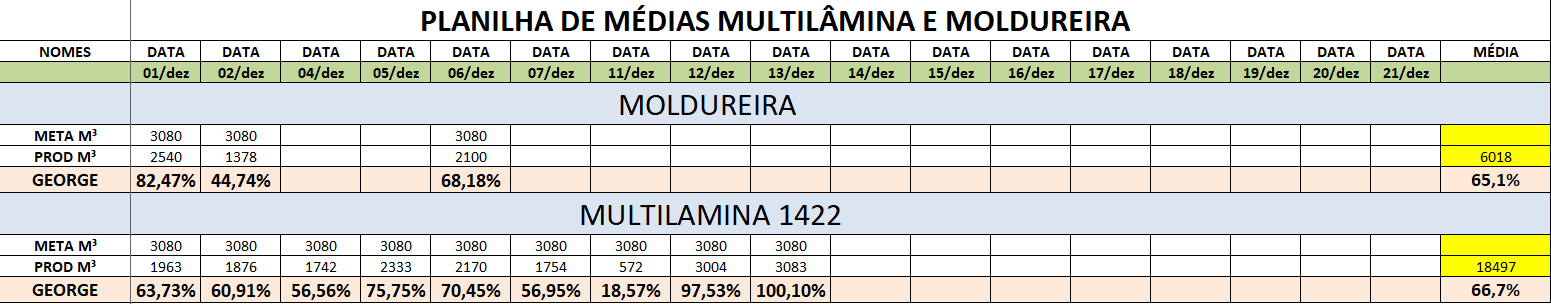 PLANILHA DE MÉDIAS MULTILÂMINA E MOLDUREIRA
NOMES DATA DATA DATA DATA DATA DATA DATA DATA DATA DATA DATA DATA DATA DATA DATA DATA DATA MÉDIA
01/dez 02/dez 04/dez 05/dez 06/dez 07/dez 11/dez 12/dez 13/dez 14/dez 15/dez 16/dez 17/dez 18/dez 19/dez 20/dez 21/dez
MOLDUREIRA
META M³ 3080 3080 3080
PROD M³ 2540 1378 2100 6018
GEORGE 82,47% 44,74% 68,18% 65,1%
MULTILAMINA 1422
META M³ 3080 3080 3080 3080 3080 3080 3080 3080 3080
PROD M³ 1963 1876 1742 2333 2170 1754 572 3004 3083 18497
GEORGE 63,73% 60,91% 56,56% 75,75% 70,45% 56,95% 18,57% 97,53% 100,10% 66,7%